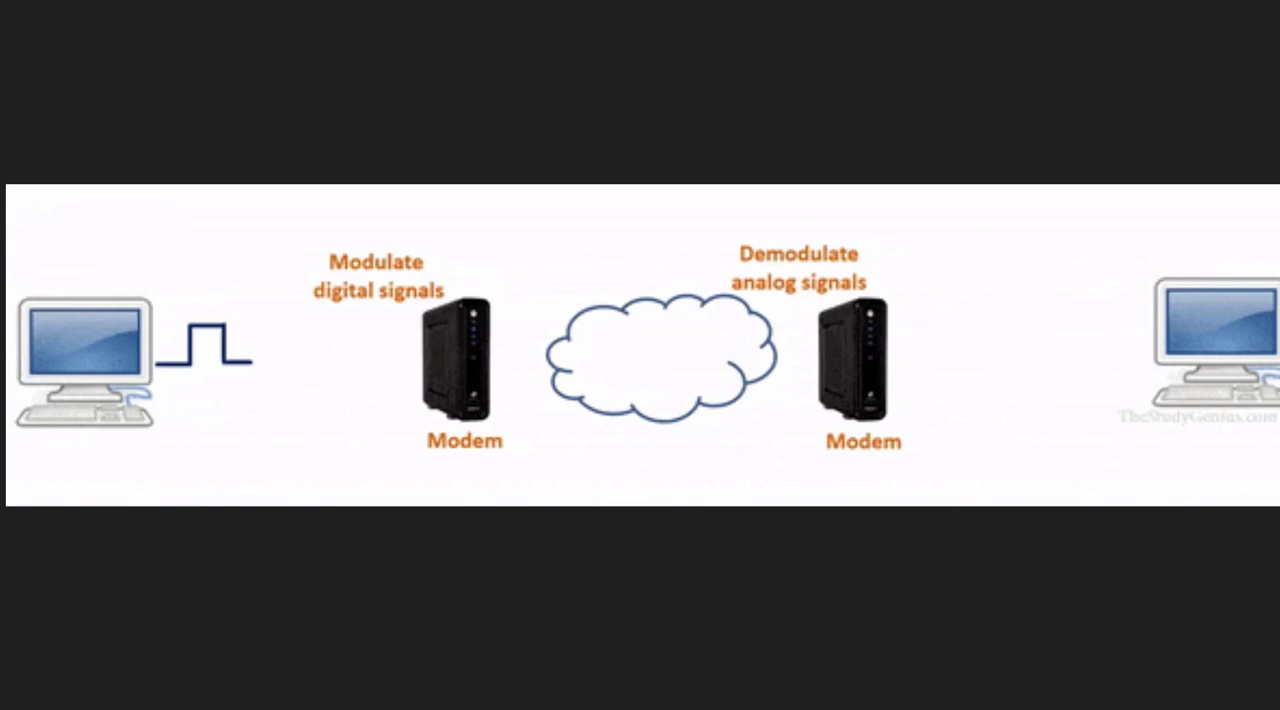 Modulate
digital signals
Demodulate
analog signals
Modem
Modem
TheStudyGenius.com